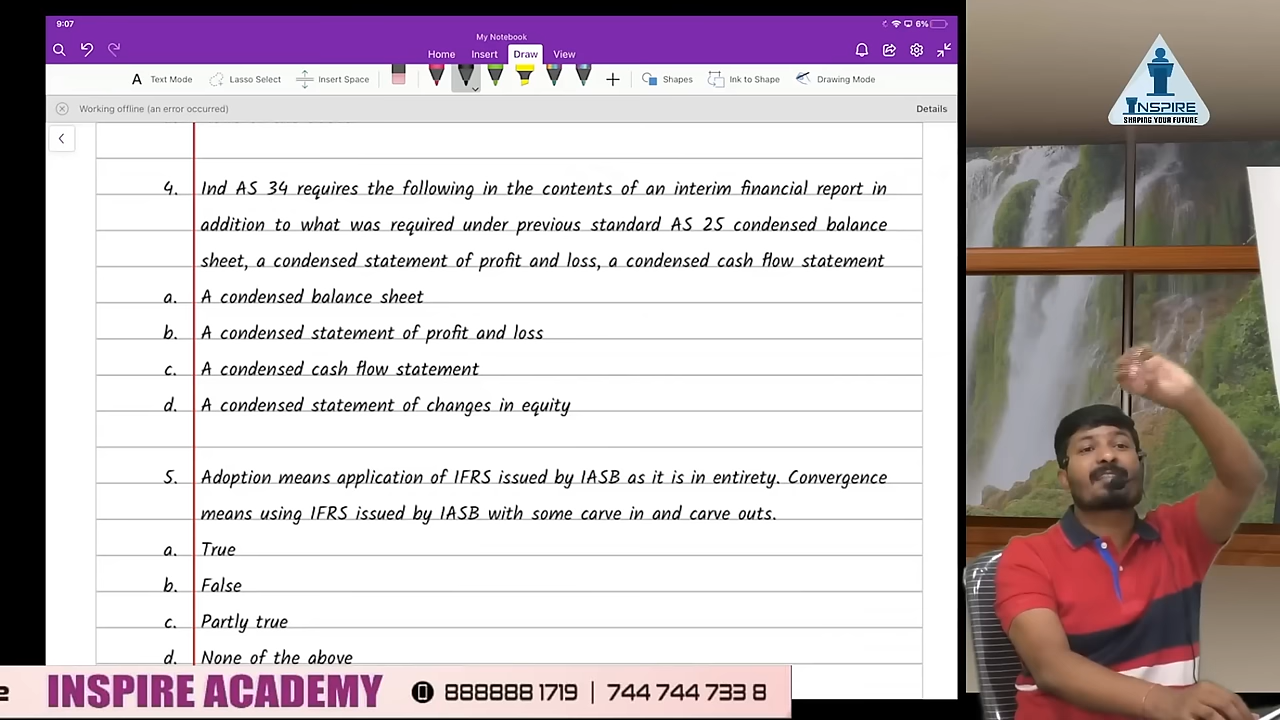 9:07
6%
My Notebook
Home Insert Draw View
Text Mode Lasso Select Insert Space Shapes Ink to Shape Drawing Mode
Working offline (an error occurred) Details
4. Ind AS 34 requires the following in the contents of an interim financial report in
addition to what was required under previous standard AS 25 condensed balance
sheet, a condensed statement of profit and loss, a condensed cash flow statement
a. A condensed balance sheet
b. A condensed statement of profit and loss
c. A condensed cash flow statement
d. A condensed statement of changes in equity
5. Adoption means application of IFRS issued by IASB as it is in entirety. Convergence
means using IFRS issued by IASB with some carve in and carve outs.
a. True
b. False
c. Partly true
d. None of the above
INSPIRE
SHAPING YOUR FUTURE
INSPIRE ACADEMY 888888 1719 | 744 744 733 8